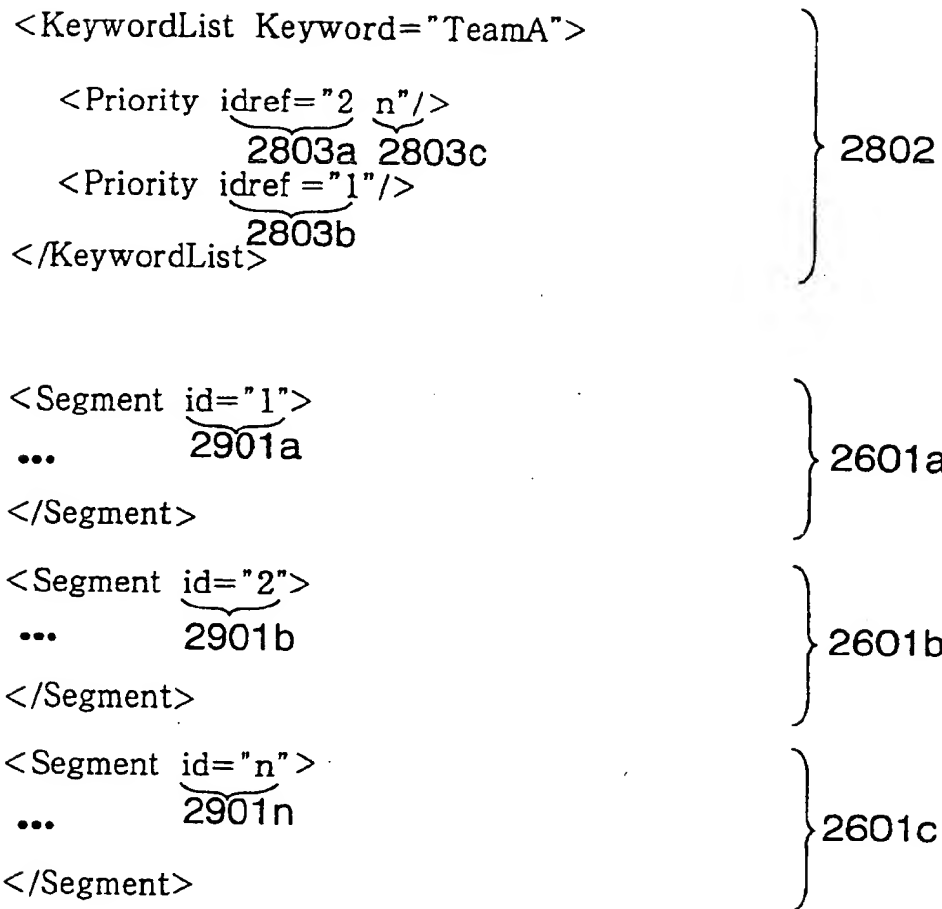 <KeywordList Keyword="TeamA">
<Priority idref="2 n"/>
2803a 2803c
2802
<Priority idref ="1"/>
2803b
</KeywordList>
<Segment id="1">
2901a
•••
2601a
</Segment>
<Segment id="2">
•••
2901b
2601b
</Segment>
<Segment id="n">
2901n
•••
2601c
</Segment>